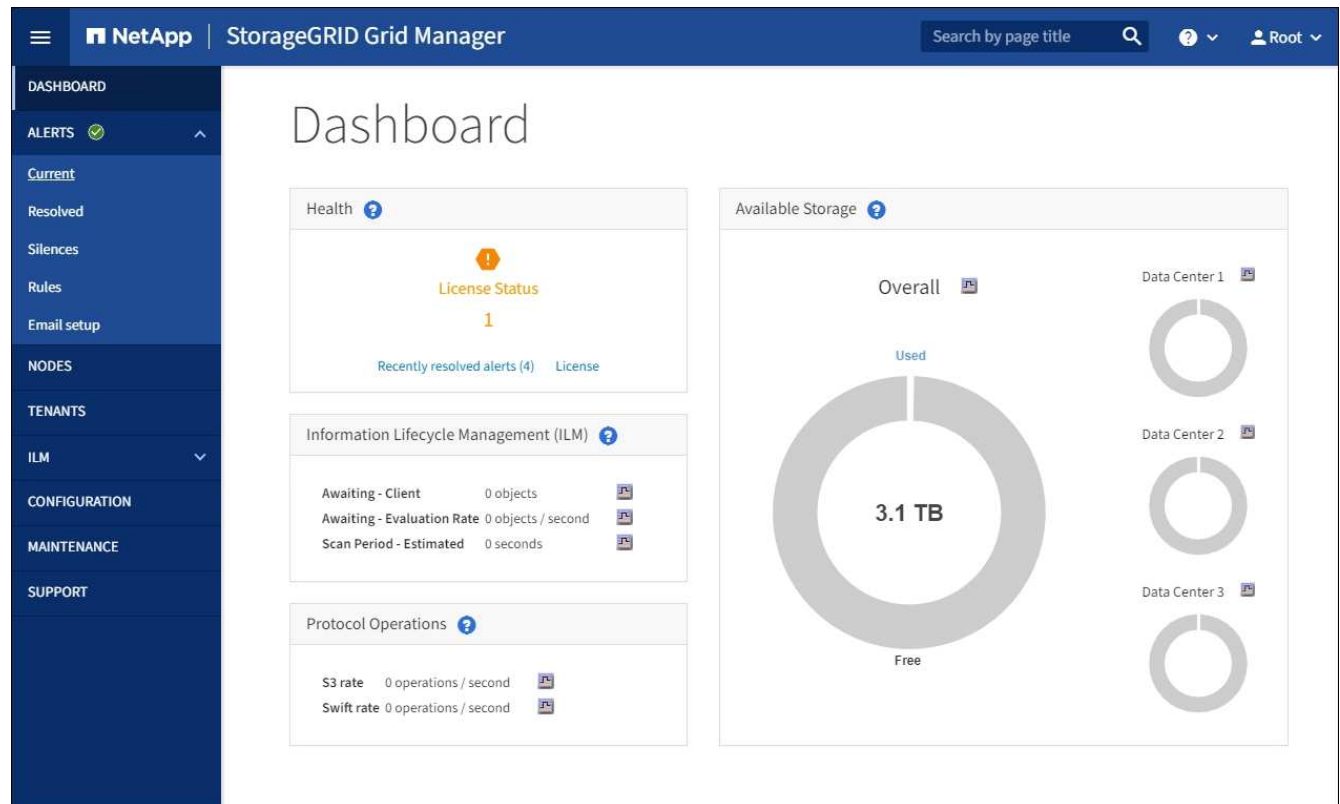 NetApp | StorageGRID Grid Manager
Search by page title
Root
DASHBOARD
ALERTS
Current
Resolved
Silences
Rules
Email setup
NODES
TENANTS
ILM
CONFIGURATION
MAINTENANCE
SUPPORT
Dashboard
Health
License Status
1
Recently resolved alerts (4) License
Information Lifecycle Management (ILM)
Awaiting - Client 0 objects
Awaiting - Evaluation Rate 0 objects / second
Scan Period - Estimated 0 seconds
Protocol Operations
S3 rate 0 operations / second
Swift rate 0 operations / second
Available Storage
Overall
Used
3.1 TB
Free
Data Center 1
Data Center 2
Data Center 3